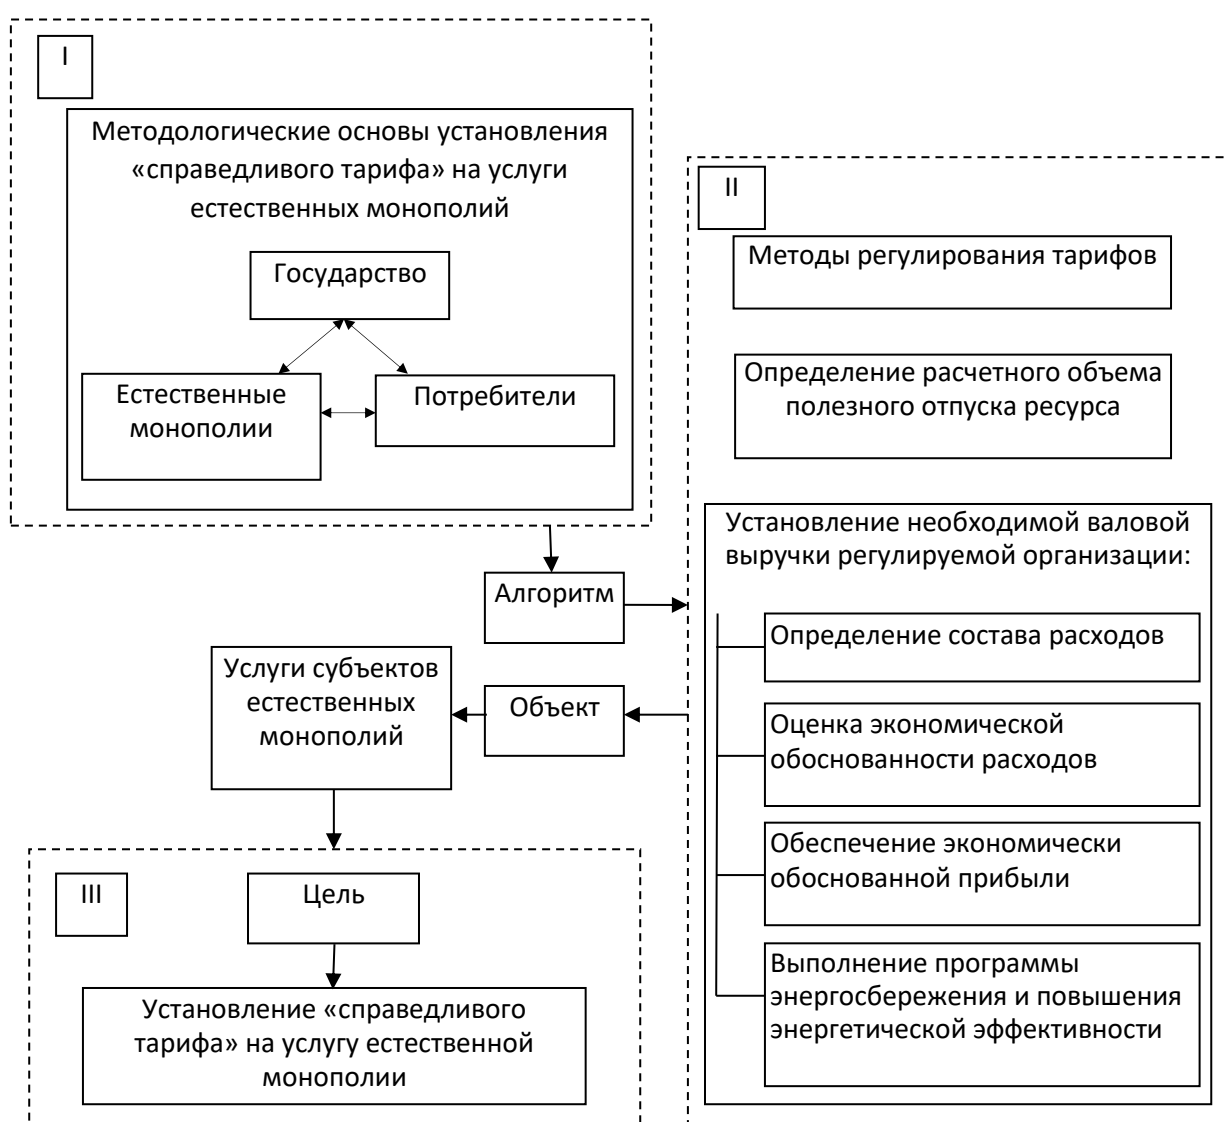 I
Методологические основы установления
«справедливого тарифа» на услуги
естественных монополий
Государство
Естественные
монополии
Потребители
II
Методы регулирования тарифов
Определение расчетного объема
полезного отпуска ресурса
Установление необходимой валовой
выручки регулируемой организации:
Определение состава расходов
Оценка экономической
обоснованности расходов
Обеспечение экономически
обоснованной прибыли
Выполнение программы
энергосбережения и повышения
энергетической эффективности
Алгоритм
Объект
Услуги субъектов
естественных
монополий
III
Цель
Установление «справедливого
тарифа» на услугу естественной
монополии